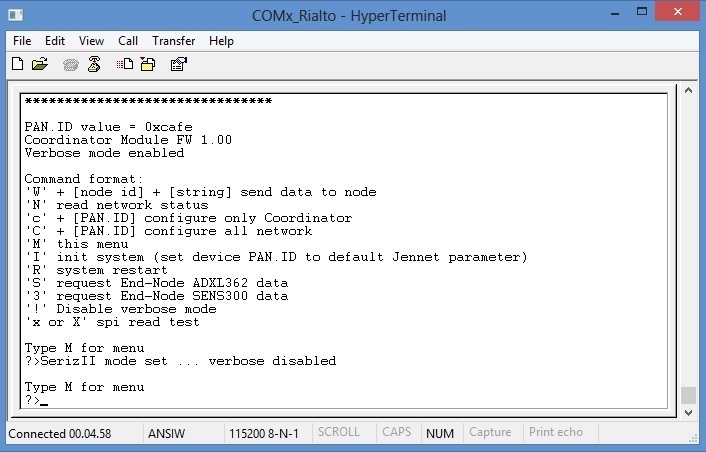 COMx_Rialto - HyperTerminal
File Edit View Call Transfer Help
*******************************
PAN.ID value = 0xcafe
Coordinator Module FW 1.00
Verbose mode enabled
Command format:
'W' + [node id] + [string] send data to node
'N' read network status
'c' + [PAN.ID] configure only Coordinator
'C' + [PAN.ID] configure all network
'M' this menu
'I' init system (set device PAN.ID to default Jennet parameter)
'R' system restart
'S' request End-Node ADXL362 data
'3' request End-Node SENS300 data
'!' Disable verbose mode
'x or X' spi read test
Type M for menu
?>SerizII mode set ... verbose disabled
Type M for menu
?>_
Connected 00.04.58 ANSIW 115200 8-N-1 SCROLL CAPS NUM Capture Print echo